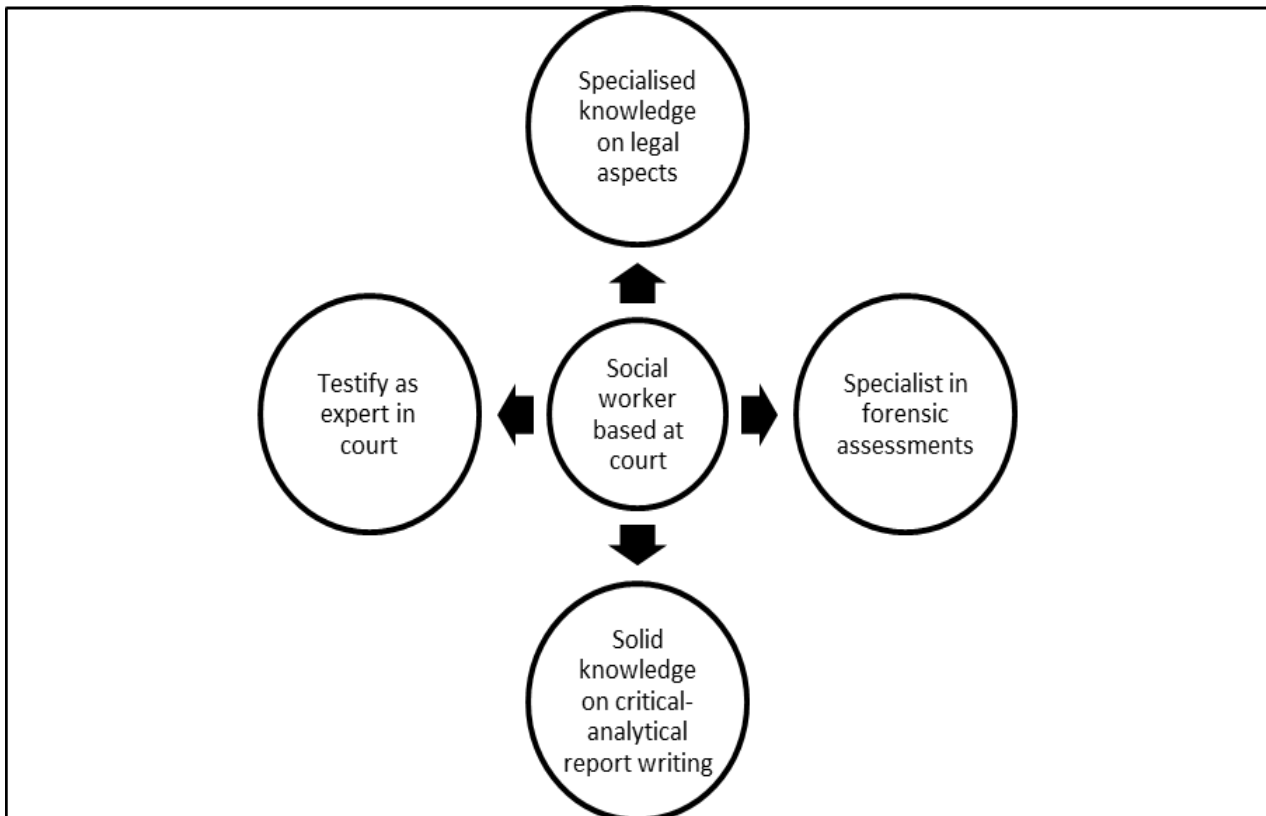 Specialised
knowledge
on legal
aspects
Testify as
expert in
court
Social
worker
based at
court
Specialist in
forensic
assessments
Solid
knowledge
on critical-
analytical
report writing